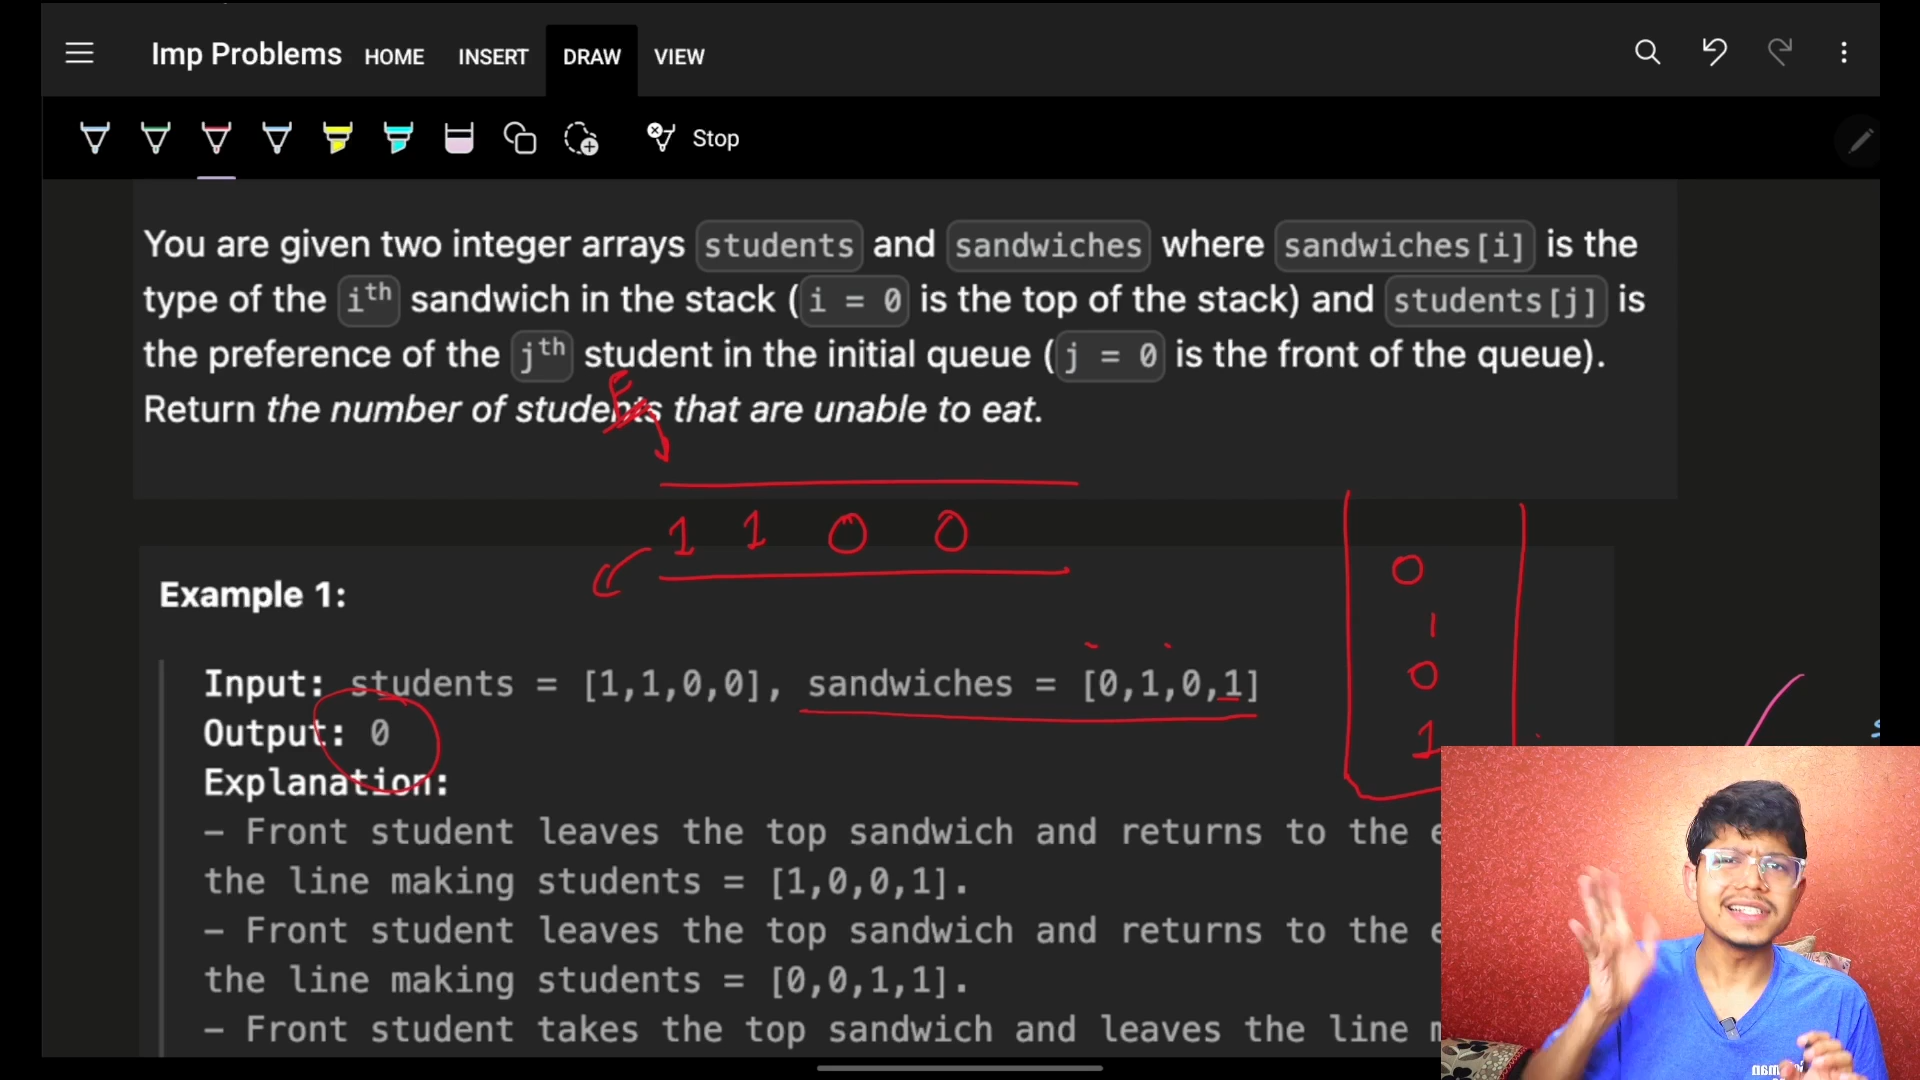 Imp Problems HOME INSERT DRAW VIEW
Stop
You are given two integer arrays students and sandwiches where sandwiches[i] is the
type of the ith sandwich in the stack (i = 0 is the top of the stack) and students[j] is
the preference of the jth student in the initial queue (j = 0 is the front of the queue).
Return the number of students that are unable to eat.
F
1 1 0 0
0
1
0
1
Example 1:
Input: students = [1,1,0,0], sandwiches = [0,1,0,1]
Output: 0
Explanation:
- Front student leaves the top sandwich and returns to the e
the line making students = [1,0,0,1].
- Front student leaves the top sandwich and returns to the e
the line making students = [0,0,1,1].
- Front student takes the top sandwich and leaves the line m